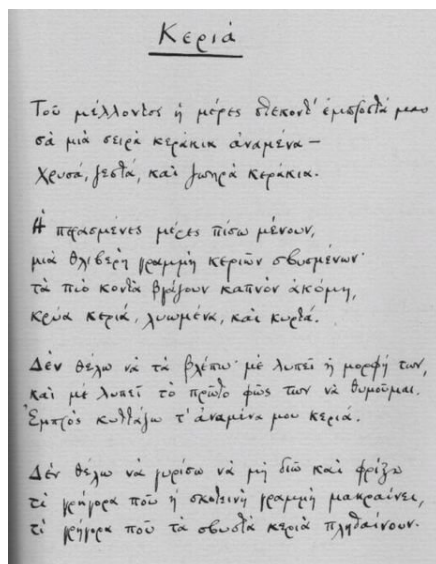 Κεριά
Τοῦ μέλλοντος ἡ μέρες στέκοντ' ἐμπροστά μας
σὰ μιὰ σειρὰ κεράκια ἀναμένα —
χρυσά, ζεστά, καὶ ζωηρὰ κεράκια.
Ἡ περασμένες μέρες πίσω μένουν,
μιὰ θλιβερὴ γραμμὴ κεριῶν σβυσμένων·
τὰ πιὸ κοντὰ βγάζουν καπνὸν ἀκόμη,
κρύα κεριά, λυωμένα, καὶ κυρτά.
Δὲν θέλω νὰ τὰ βλέπω· μὲ λυπεῖ ἡ μορφή των,
καὶ μὲ λυπεῖ τὸ πρῶτο φῶς των νὰ θυμοῦμαι.
Ἐμπρὸς κυττάζω τ' ἀναμένα μου κεριά.
Δὲν θέλω νὰ γυρίσω νὰ μὴ διῶ καὶ φρίξω
τί γρήγορα ποῦ ἡ σκοτεινὴ γραμμὴ μακραίνει,
τί γρήγορα ποῦ τὰ σβυστὰ κεριὰ πληθαίνουν.